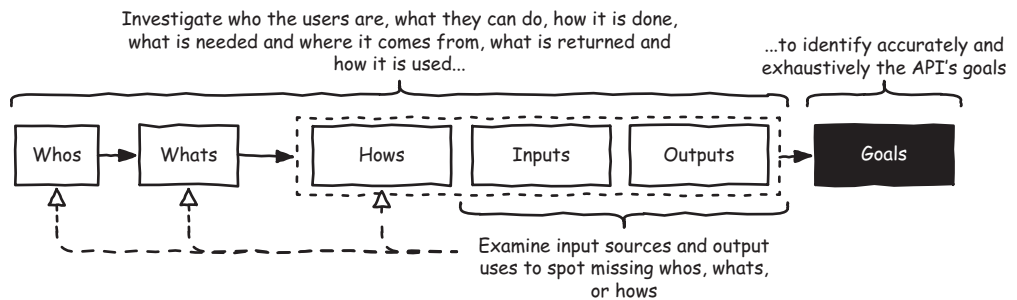 Investigate who the users are, what they can do, how it is done,
what is needed and where it comes from, what is returned and
how it is used...
...to identify accurately and
exhaustively the API's goals
Whos
Whats
Hows
Inputs
Outputs
Goals
Examine input sources and output
uses to spot missing whos, whats,
or hows